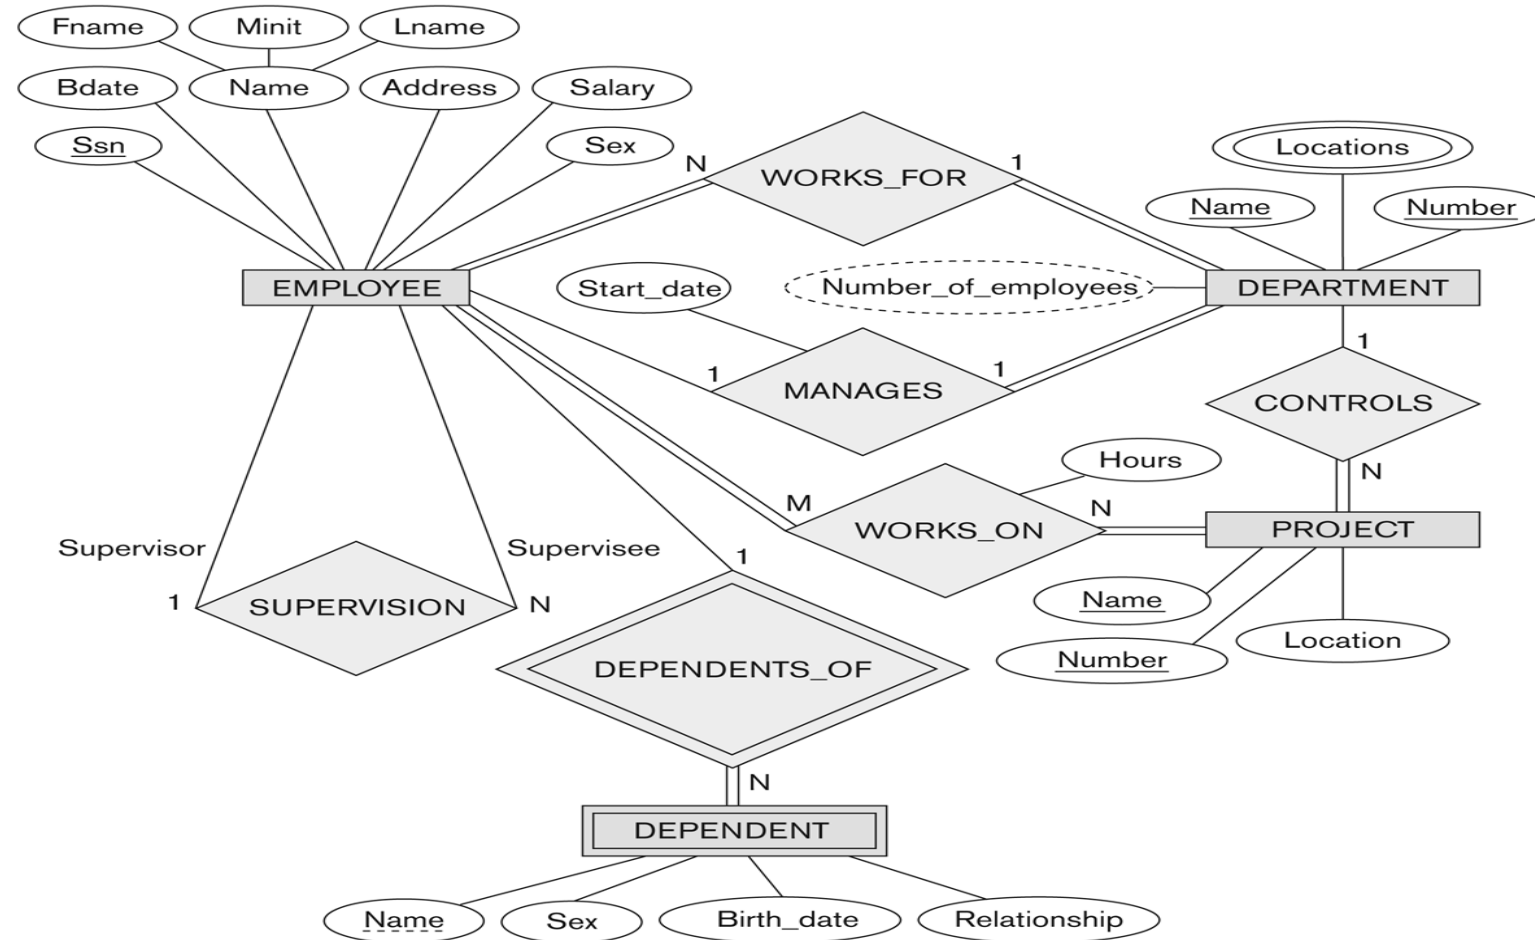 Fname
Minit
Lname
Bdate
Name
Address
Salary
Ssn
Sex
N
WORKS_FOR
1
Locations
Name
Number
EMPLOYEE
Start_date
Number_of_employees
DEPARTMENT
1
MANAGES
1
1
CONTROLS
N
Hours
M
WORKS_ON
N
PROJECT
Supervisor
Supervisee
1
SUPERVISION
N
1
Name
Number
Location
DEPENDENTS_OF
N
DEPENDENT
Name
Sex
Birth_date
Relationship